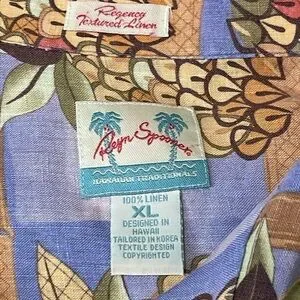 Regency
Textured Linen
Reyn Spooner
HAWAIIAN TRADITIONALS
100% LINEN
XL
DESIGNED IN
HAWAII
TAILORED IN KOREA
TEXTILE DESIGN
COPYRIGHTED